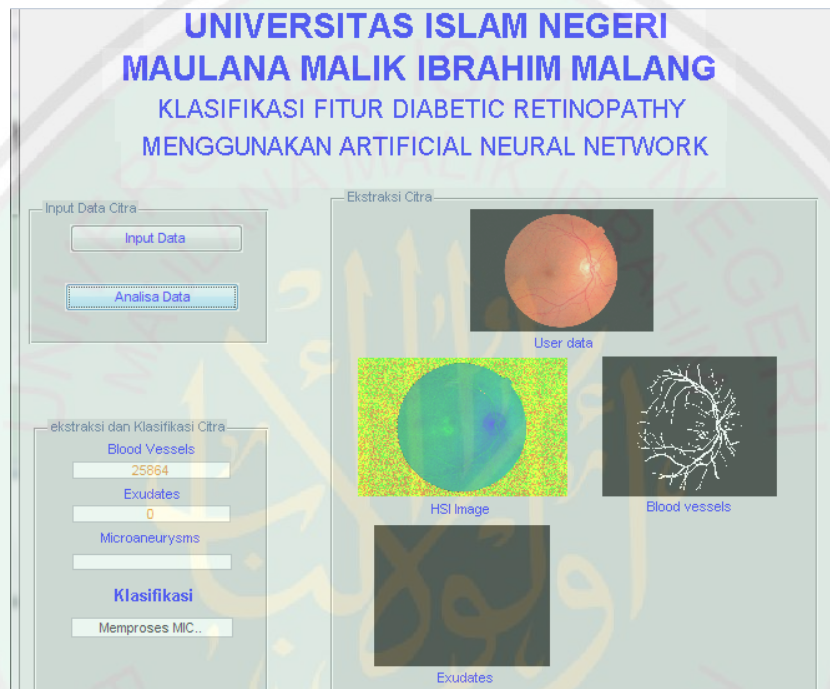 UNIVERSITAS ISLAM NEGERI
MAULANA MALIK IBRAHIM MALANG
KLASIFIKASI FITUR DIABETIC RETINOPATHY
MENGGUNAKAN ARTIFICIAL NEURAL NETWORK
Input Data Citra
Input Data
Analisa Data
ekstraksi dan Klasifikasi Citra
Blood Vessels
25864
Exudates
0
Microaneurysms
Klasifikasi
Memproses MIC..
Ekstraksi Citra
User data
HSI Image
Blood vessels
Exudates